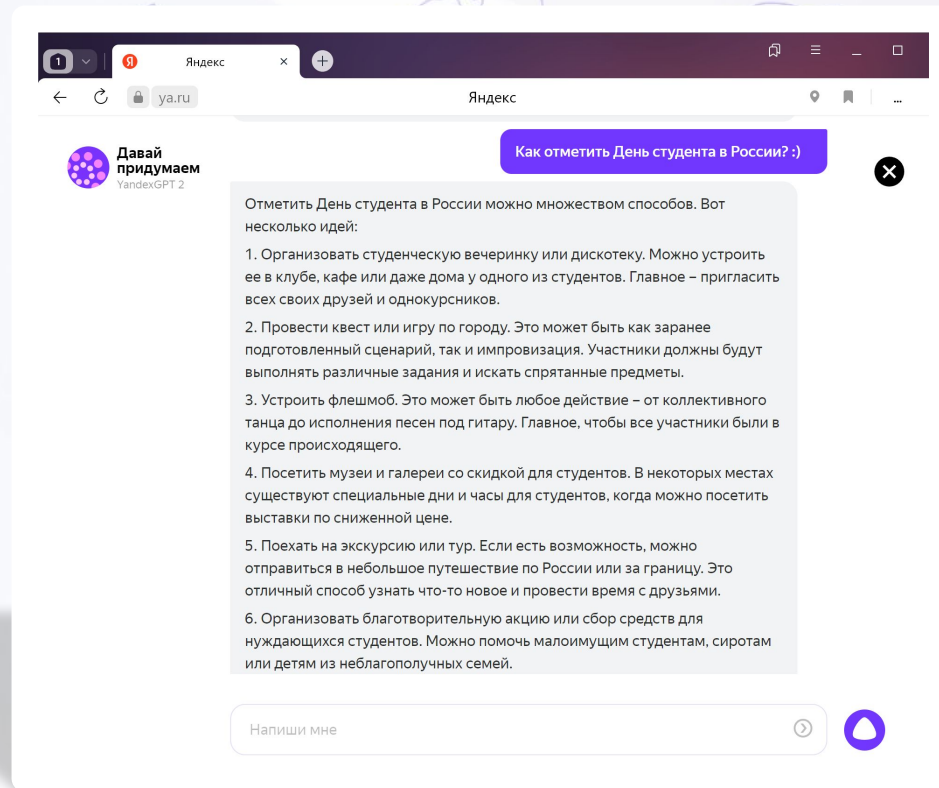 1
Яндекс
ya.ru
Яндекс
Давай
придумаем
YandexGPT 2
Как отметить День студента в России? :)
Отметить День студента в России можно множеством способов. Вот
несколько идей:
1. Организовать студенческую вечеринку или дискотеку. Можно устроить
ее в клубе, кафе или даже дома у одного из студентов. Главное – пригласить
всех своих друзей и однокурсников.
2. Провести квест или игру по городу. Это может быть как заранее
подготовленный сценарий, так и импровизация. Участники должны будут
выполнять различные задания и искать спрятанные предметы.
3. Устроить флешмоб. Это может быть любое действие – от коллективного
танца до исполнения песен под гитару. Главное, чтобы все участники были в
курсе происходящего.
4. Посетить музеи и галереи со скидкой для студентов. В некоторых местах
существуют специальные дни и часы для студентов, когда можно посетить
выставки по сниженной цене.
5. Поехать на экскурсию или тур. Если есть возможность, можно
отправиться в небольшое путешествие по России или за границу. Это
отличный способ узнать что-то новое и провести время с друзьями.
6. Организовать благотворительную акцию или сбор средств для
нуждающихся студентов. Можно помочь малоимущим студентам, сиротам
или детям из неблагополучных семей.
Напиши мне